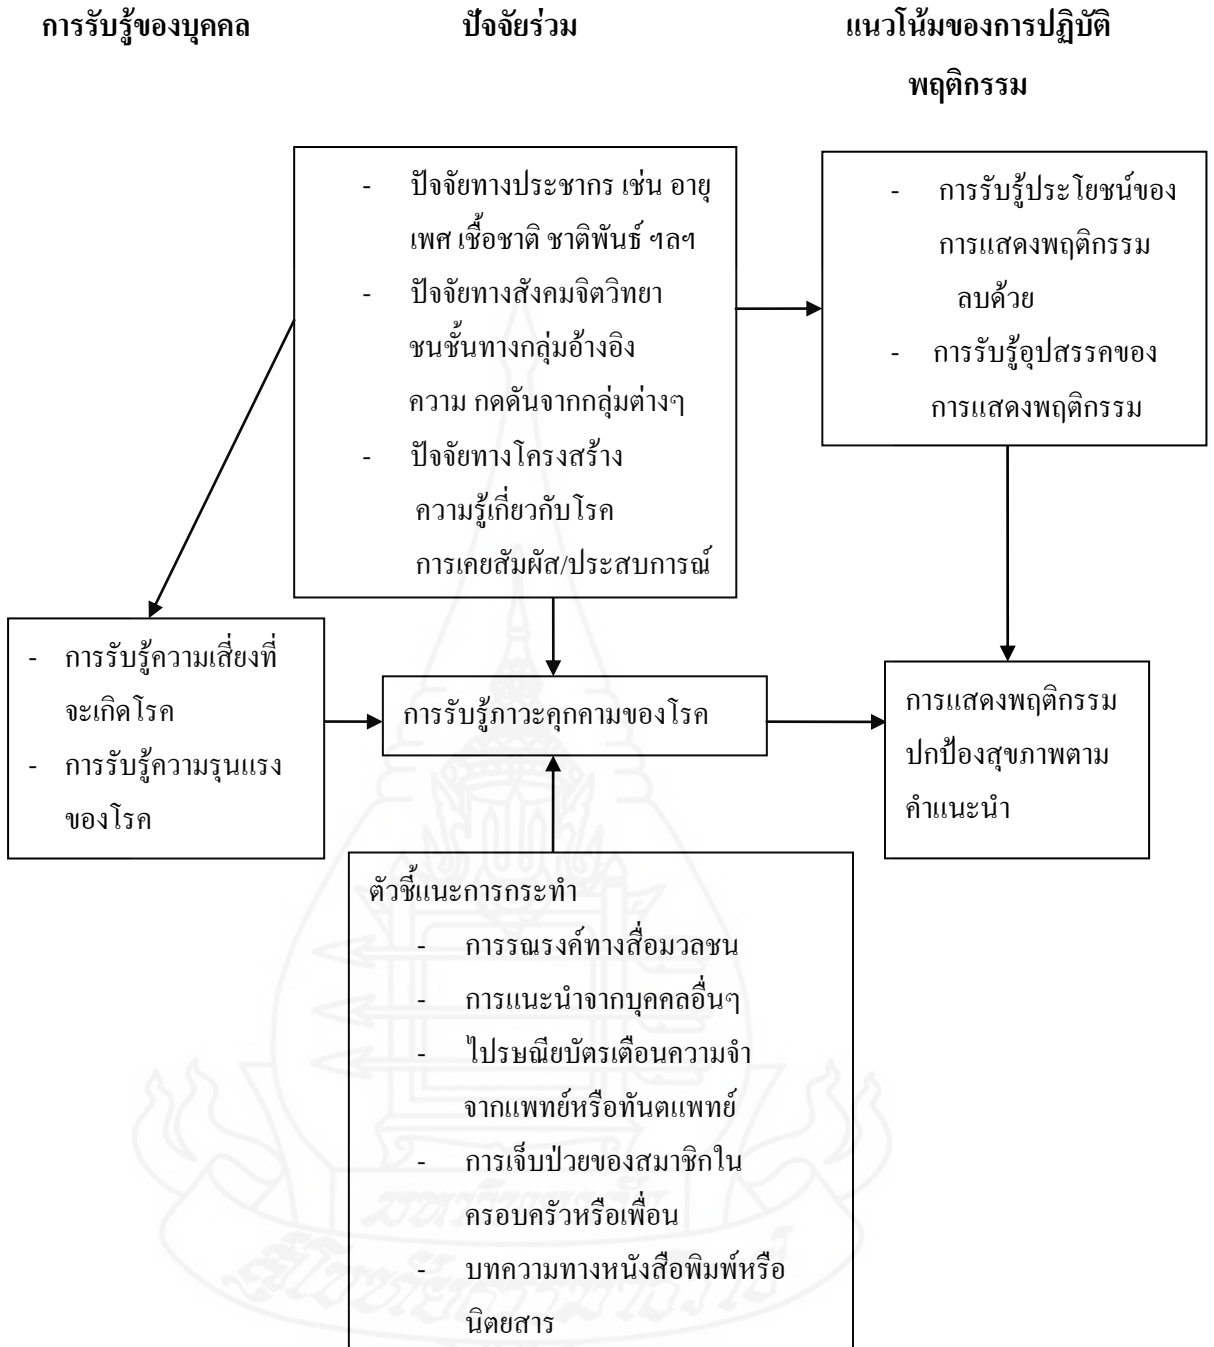 การรับรู้ของบุคคล
ปัจจัยร่วม
แนวโน้มของการปฏิบัติ
พฤติกรรม
- ปัจจัยทางประชากร เช่น อายุ
เพศ เชื้อชาติ ชาติพันธ์ ฯลฯ
- ปัจจัยทางสังคมจิตวิทยา
ชนชั้นทางกลุ่มอ้างอิง
ความ กดดันจากกลุ่มต่างๆ
- ปัจจัยทางโครงสร้าง
ความรู้เกี่ยวกับโรค
การเคยสัมผัส/ประสบการณ์
- การรับรู้ประโยชน์ของ
การแสดงพฤติกรรม
ลบด้วย
- การรับรู้อุปสรรคของ
การแสดงพฤติกรรม
- การรับรู้ความเสี่ยงที่
จะเกิดโรค
- การรับรู้ความรุนแรง
ของโรค
การรับรู้ภาวะคุกคามของโรค
การแสดงพฤติกรรม
ปกป้องสุขภาพตาม
คำแนะนำ
ตัวชี้แนะการกระทำ
- การรณรงค์ทางสื่อมวลชน
- การแนะนำจากบุคคลอื่นๆ
- ไปรษณียบัตรเตือนความจำ
จากแพทย์หรือทันตแพทย์
- การเจ็บป่วยของสมาชิกใน
ครอบครัวหรือเพื่อน
- บทความทางหนังสือพิมพ์หรือ
นิตยสาร